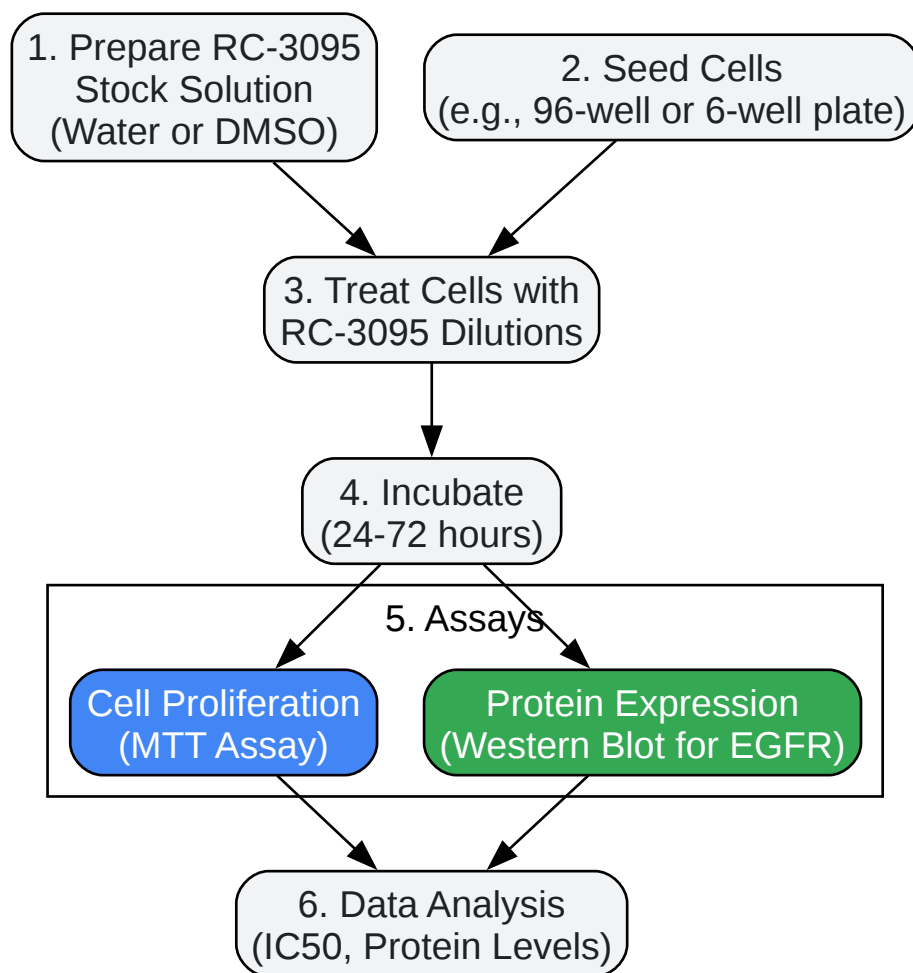 1. Prepare RC-3095
Stock Solution
(Water or DMSO)
2. Seed Cells
(e.g., 96-well or 6-well plate)
3. Treat Cells with
RC-3095 Dilutions
4. Incubate
(24-72 hours)
5. Assays
Cell Proliferation
(MTT Assay)
Protein Expression
(Western Blot for EGFR)
6. Data Analysis
(IC50, Protein Levels)